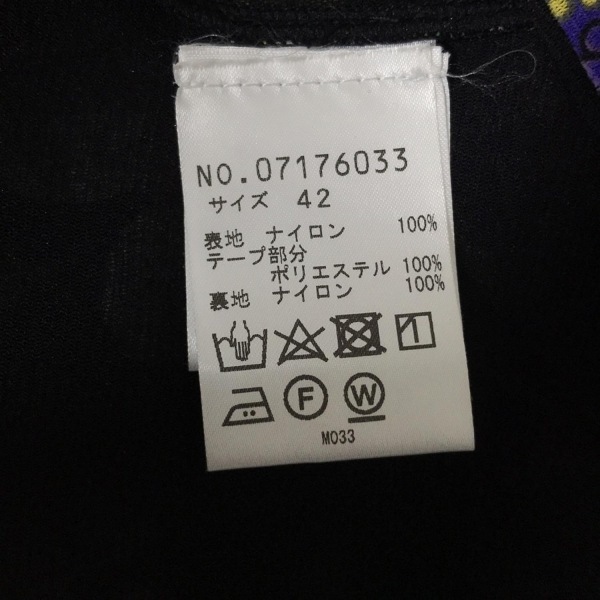 NO.07176033
サイズ 42
表地 ナイロン 100%
テープ部分
ポリエステル 100%
裏地 ナイロン 100%
F W
M033